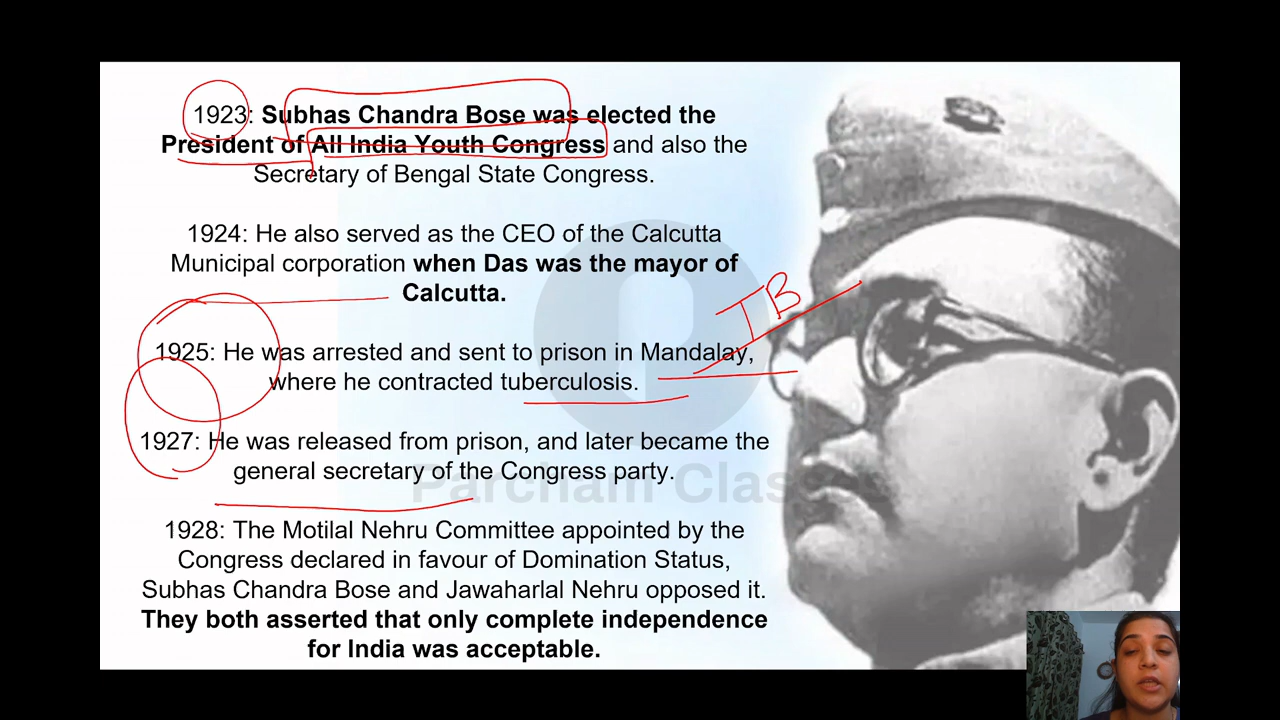 1923: Subhas Chandra Bose was elected the
President of All India Youth Congress and also the
Secretary of Bengal State Congress.
1924: He also served as the CEO of the Calcutta
Municipal corporation when Das was the mayor of
Calcutta.
TB
1925: He was arrested and sent to prison in Mandalay,
where he contracted tuberculosis.
1927: He was released from prison, and later became the
general secretary of the Congress party.
Parcham Classes
1928: The Motilal Nehru Committee appointed by the
Congress declared in favour of Domination Status,
Subhas Chandra Bose and Jawaharlal Nehru opposed it.
They both asserted that only complete independence
for India was acceptable.